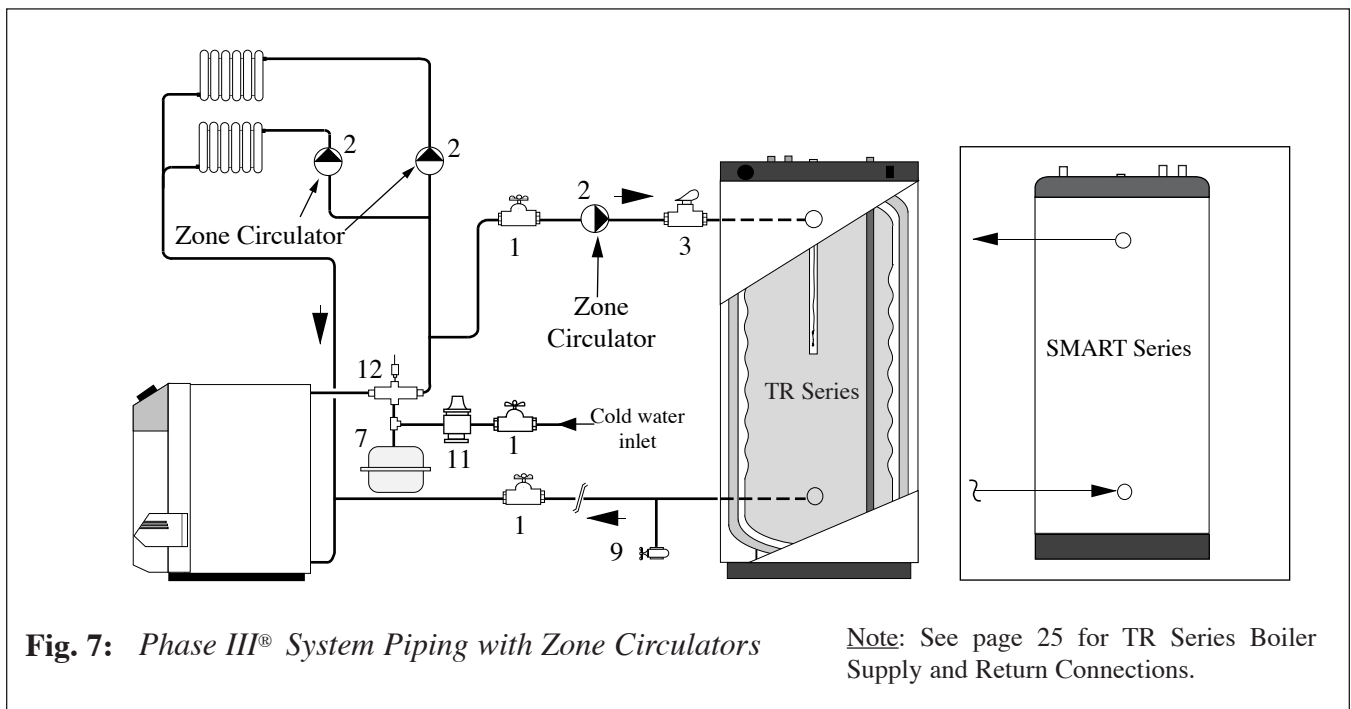 2
2
2
Zone Circulator
1
3
Zone
Circulator
SMART Series
12
TR Series
Cold water
inlet
7
11
1
1
9
Fig. 7: Phase III® System Piping with Zone Circulators
Note: See page 25 for TR Series Boiler
Supply and Return Connections.